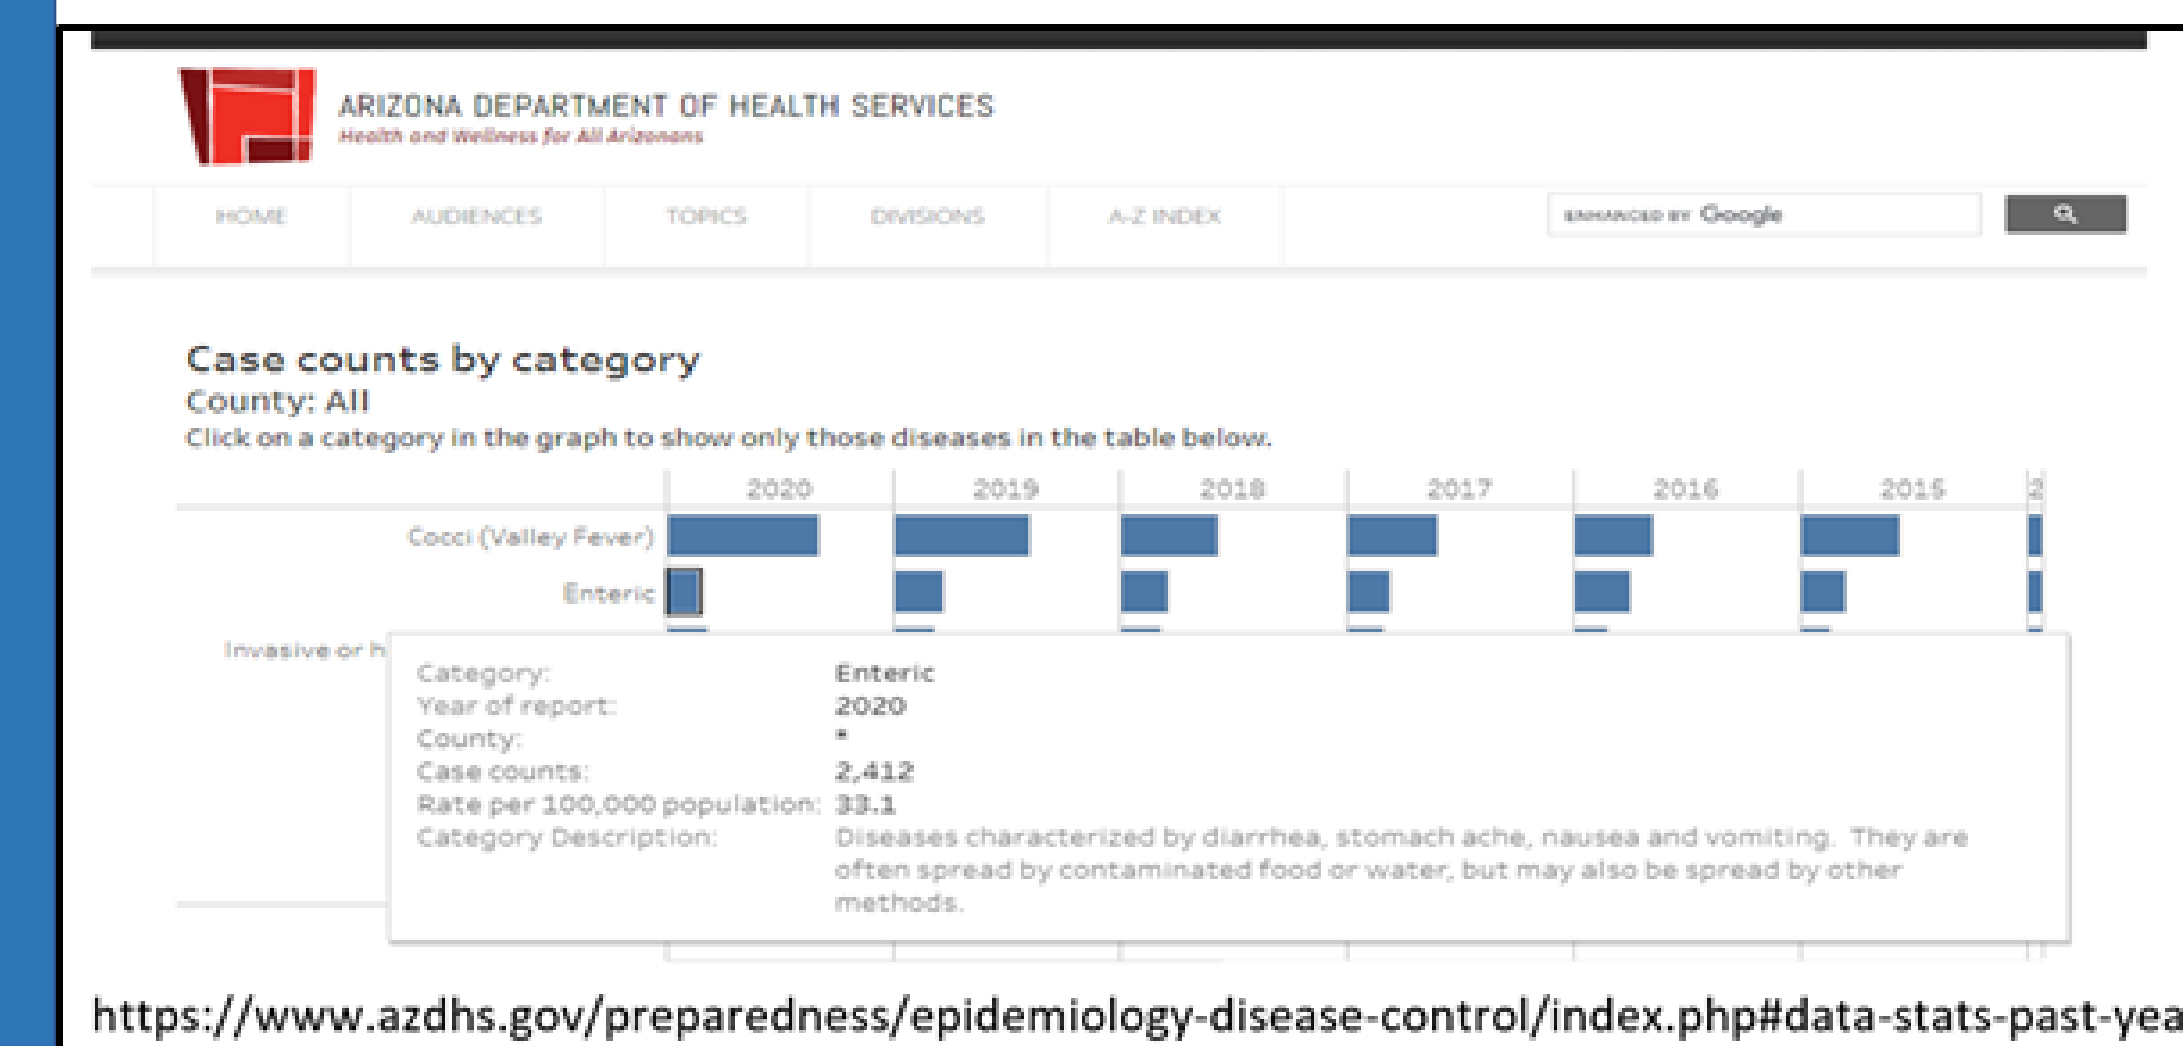 ARIZONA DEPARTMENT OF HEALTH SERVICES
Health and Wellness for All Arizonans
HOME AUDIENCES TOPICS DIVISIONS A-Z INDEX ENHANCED BY Google
Case counts by category
County: All
Click on a category in the graph to show only those diseases in the table below.
2020 2019 2018 2017 2016 2015 2
Cocci (Valley Fever)
Enteric
Invasive or h
Category: Enteric
Year of report: 2020
County: *
Case counts: 2,412
Rate per 100,000 population: 33.1
Category Description: Diseases characterized by diarrhea, stomach ache, nausea and vomiting. They are
often spread by contaminated food or water, but may also be spread by other
methods.
https://www.azdhs.gov/preparedness/epidemiology-disease-control/index.php#data-stats-past-yea